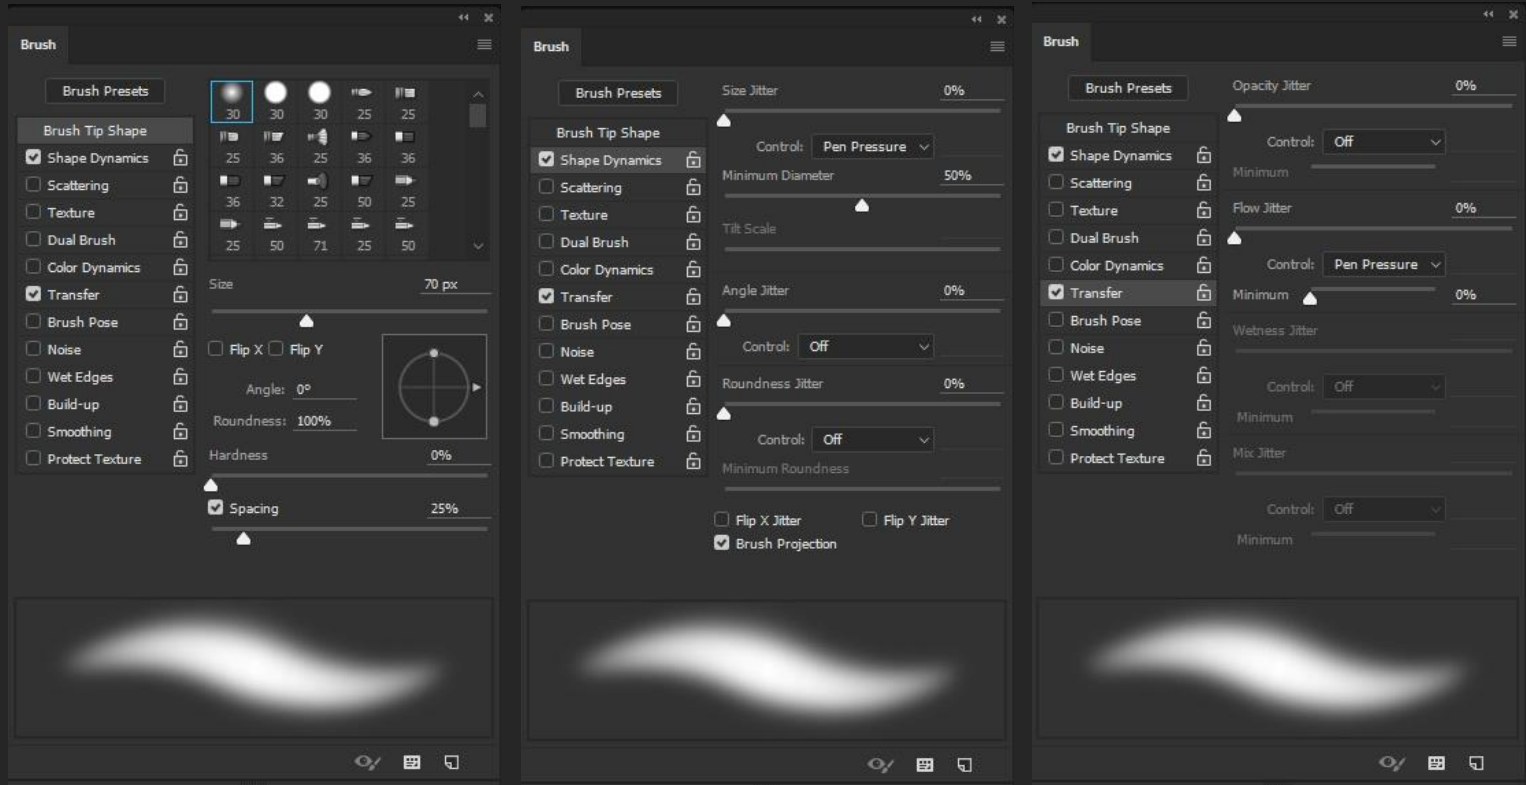 Brush
Brush Presets
Brush Tip Shape
Shape Dynamics
Scattering
Texture
Dual Brush
Color Dynamics
Transfer
Brush Pose
Noise
Wet Edges
Build-up
Smoothing
Protect Texture
30 30 30 25 25
25 36 25 36 36
36 32 25 50 25
25 50 71 25 50
Size 70 px
Flip X Flip Y
Angle: 0º
Roundness: 100%
Hardness 0%
Spacing 25%
Brush
Brush Presets
Brush Tip Shape
Shape Dynamics
Scattering
Texture
Dual Brush
Color Dynamics
Transfer
Brush Pose
Noise
Wet Edges
Build-up
Smoothing
Protect Texture
Size Jitter 0%
Control: Pen Pressure
Minimum Diameter 50%
Tilt Scale
Angle Jitter 0%
Control: Off
Roundness Jitter 0%
Control: Off
Minimum Roundness
Flip X Jitter Flip Y Jitter
Brush Projection
Brush
Brush Presets
Brush Tip Shape
Shape Dynamics
Scattering
Texture
Dual Brush
Color Dynamics
Transfer
Brush Pose
Noise
Wet Edges
Build-up
Smoothing
Protect Texture
Opacity Jitter 0%
Control: Off
Minimum
Flow Jitter 0%
Control: Pen Pressure
Minimum 0%
Wetness Jitter
Control: Off
Minimum
Mix Jitter
Control: Off
Minimum